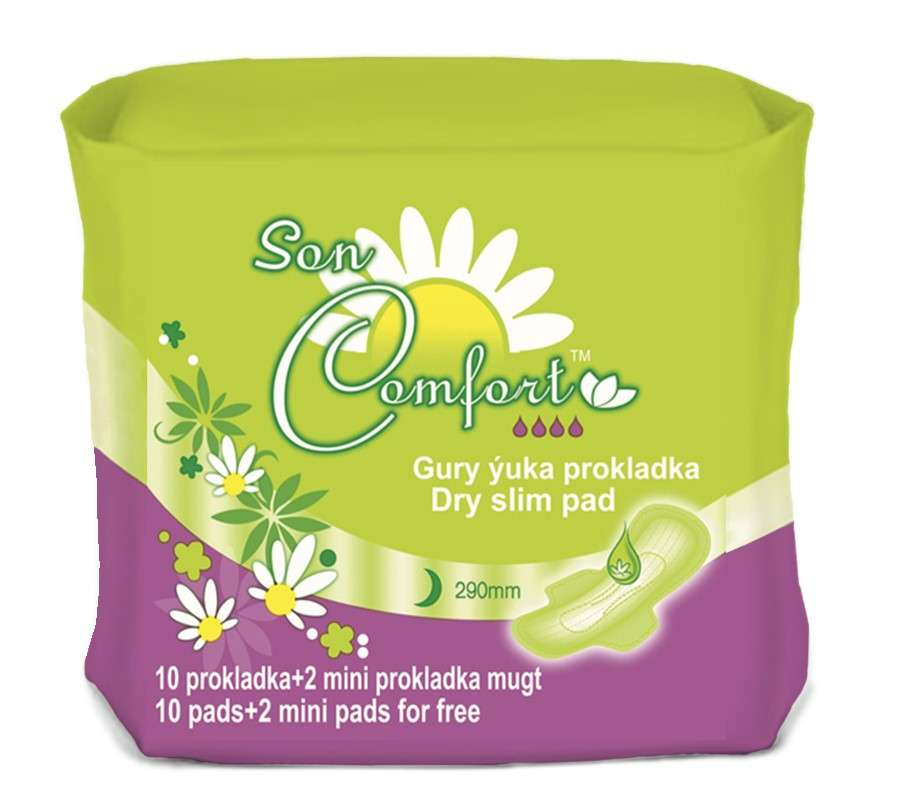 Son
Comfort™
Gury ýuka prokladka
Dry slim pad
290mm
10 prokladka+2 mini prokladka mugt
10 pads+2 mini pads for free